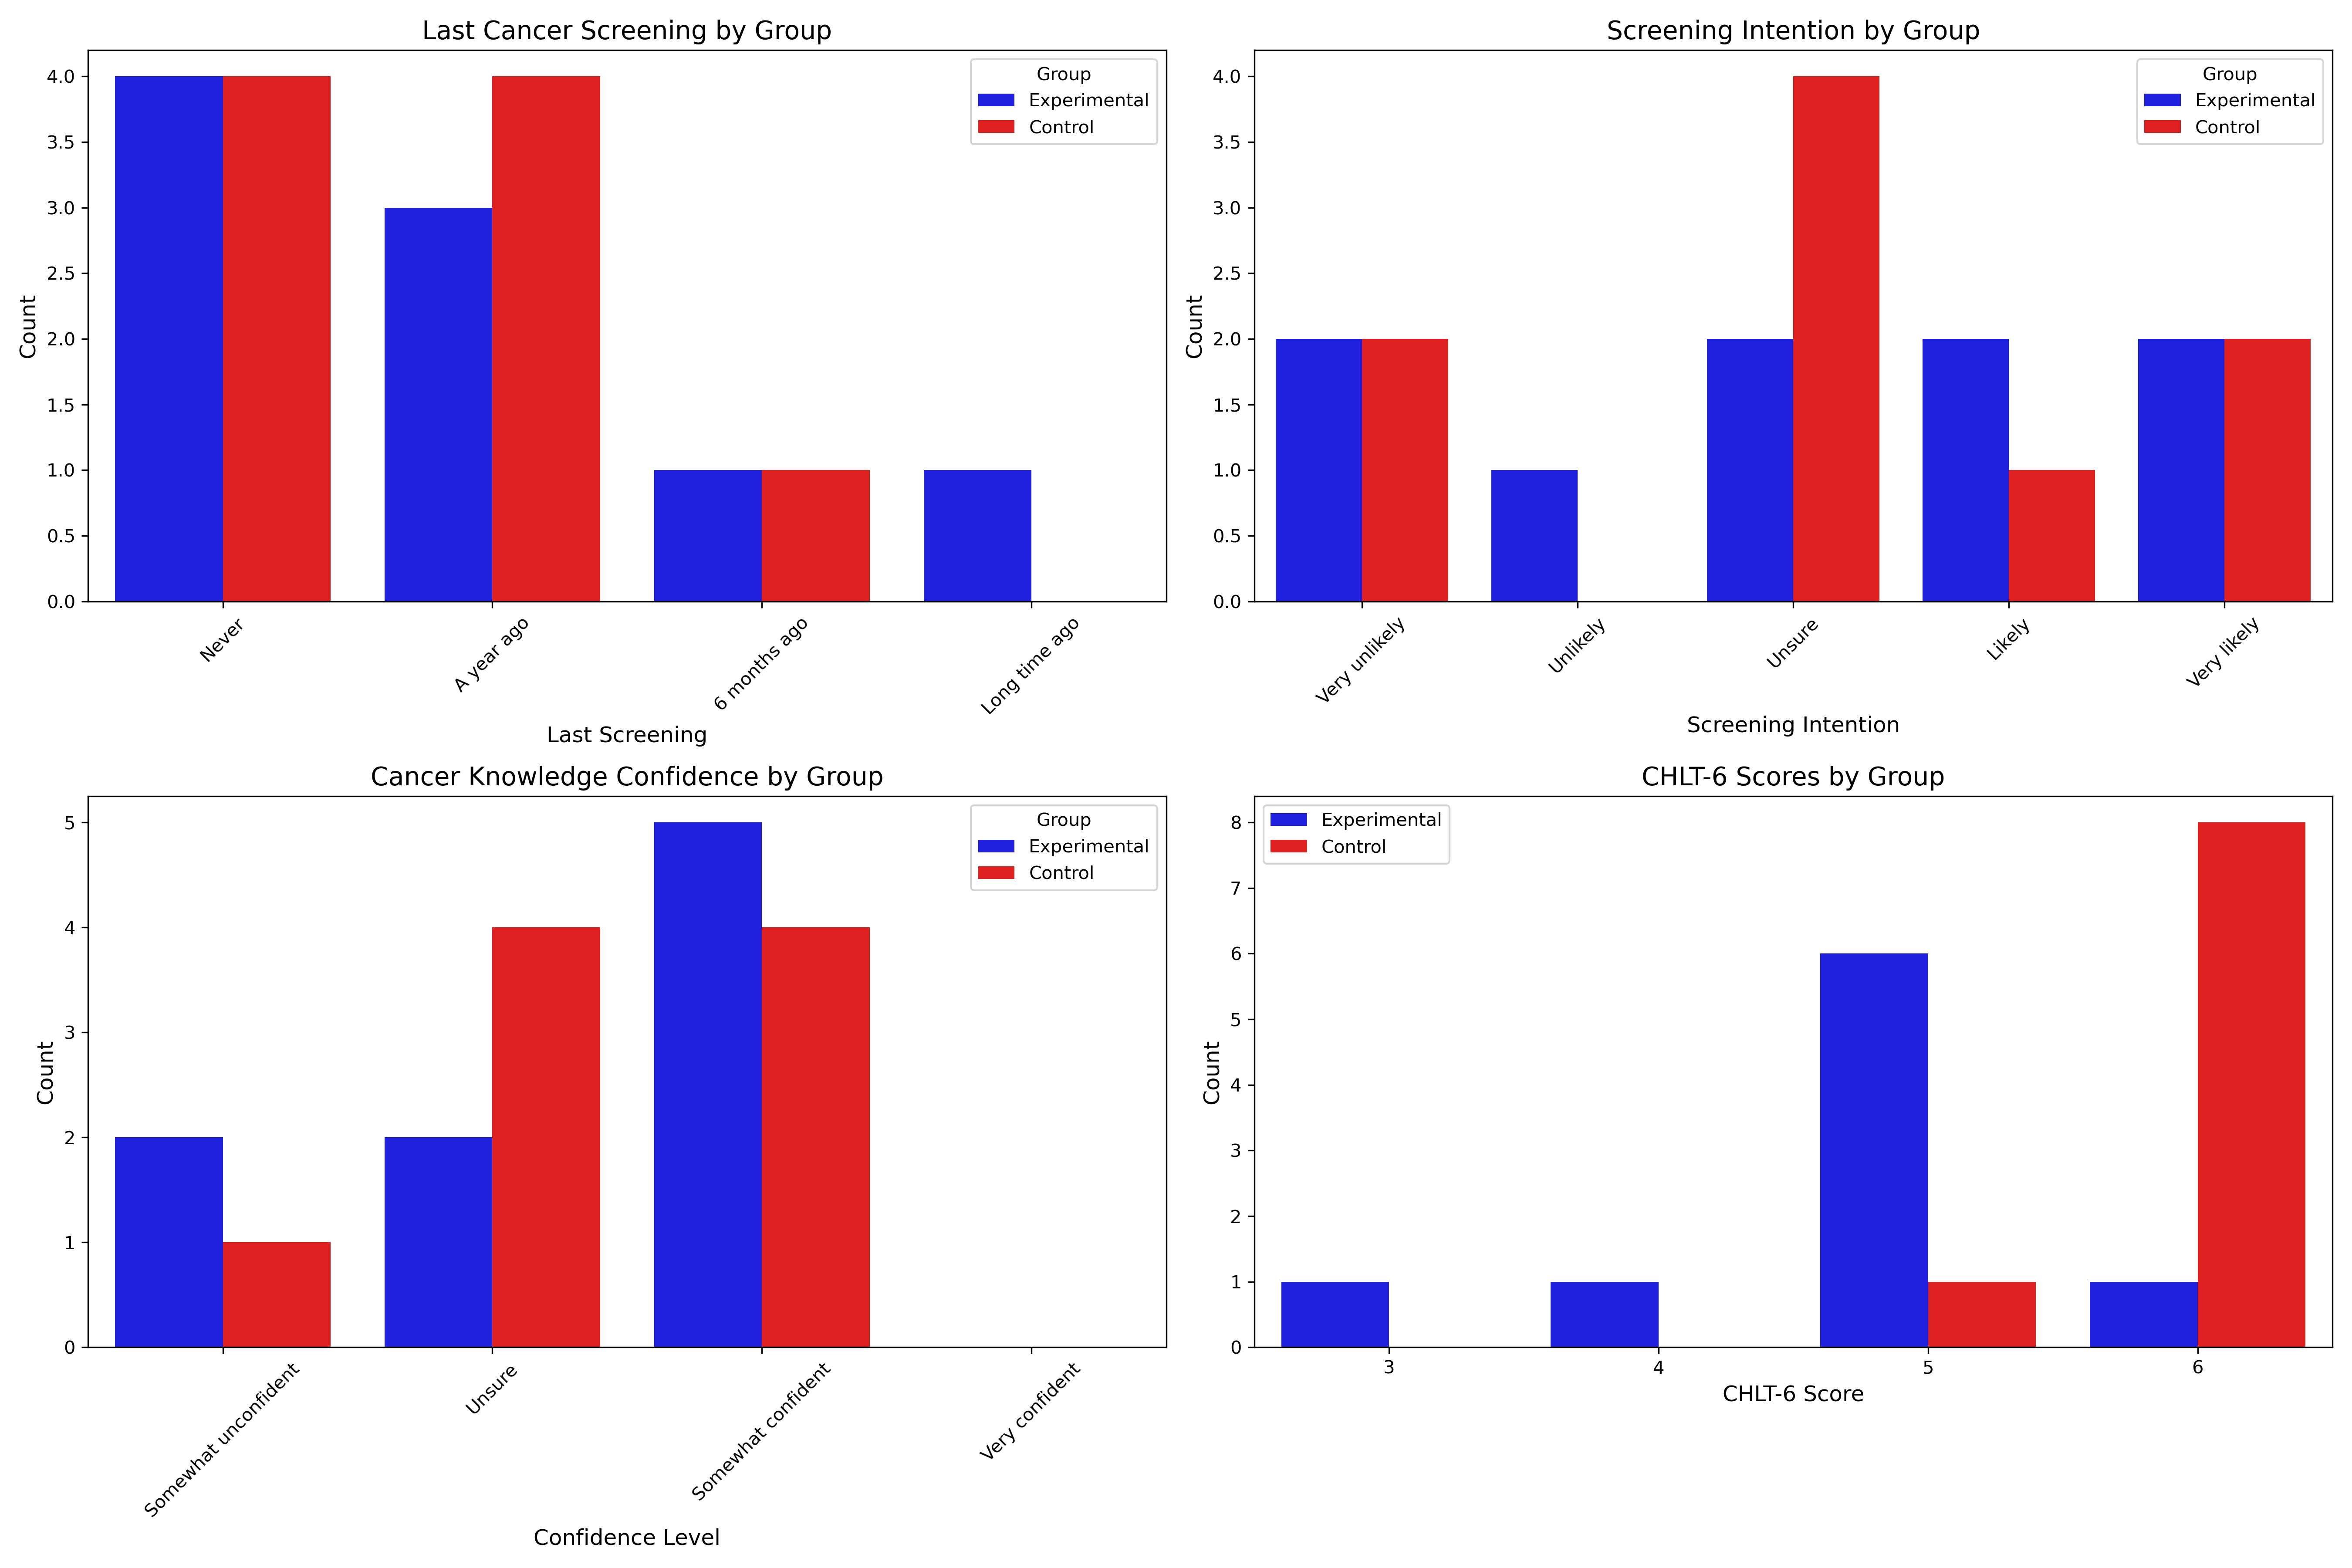 Last Cancer Screening by Group
Count
4.0
3.5
3.0
2.5
2.0
1.5
1.0
0.5
0.0
Group
Experimental
Control
Never
A year ago
6 months ago
Long time ago
Last Screening
Screening Intention by Group
Count
4.0
3.5
3.0
2.5
2.0
1.5
1.0
0.5
0.0
Group
Experimental
Control
Very unlikely
Unlikely
Unsure
Likely
Very likely
Screening Intention
Cancer Knowledge Confidence by Group
Count
5
4
3
2
1
0
Group
Experimental
Control
Somewhat unconfident
Unsure
Somewhat confident
Very confident
Confidence Level
CHLT-6 Scores by Group
Count
8
7
6
5
4
3
2
1
0
Experimental
Control
3
4
5
6
CHLT-6 Score